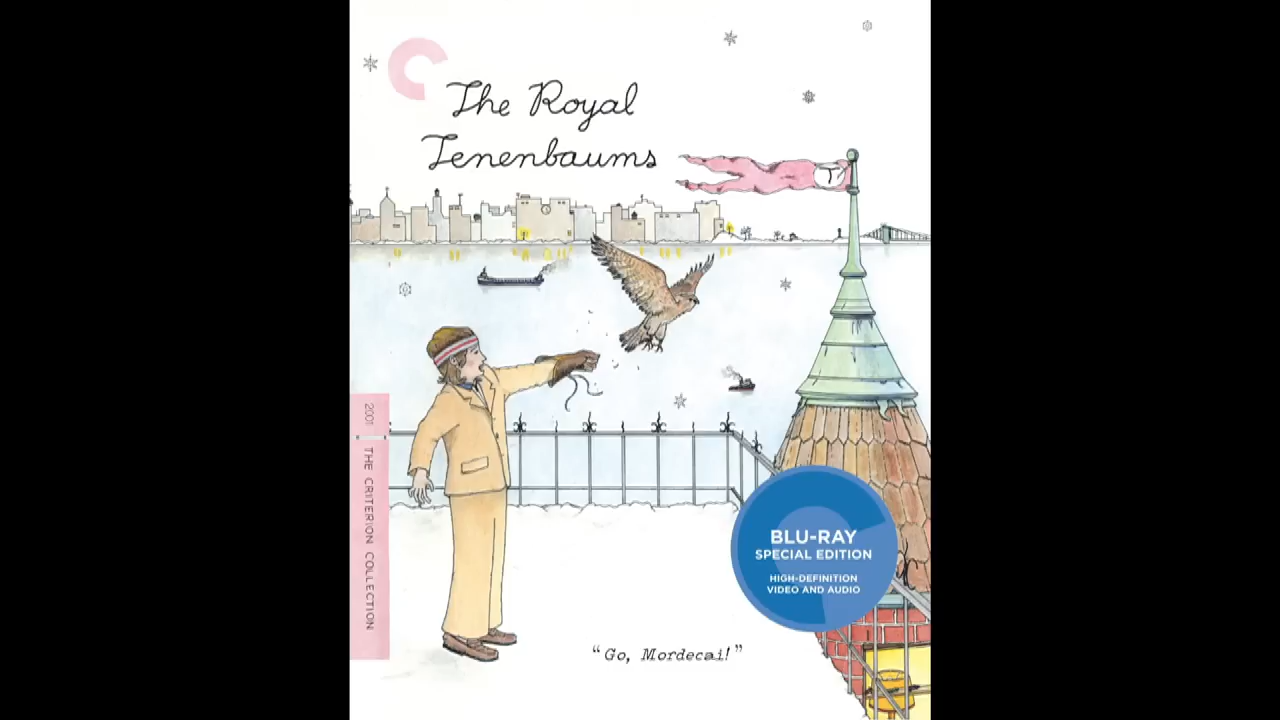 The Royal
Tenenbaums
T
2001
THE CRITERION COLLECTION
BLU-RAY
SPECIAL EDITION
HIGH-DEFINITION
VIDEO AND AUDIO
“Go, Mordecai!”